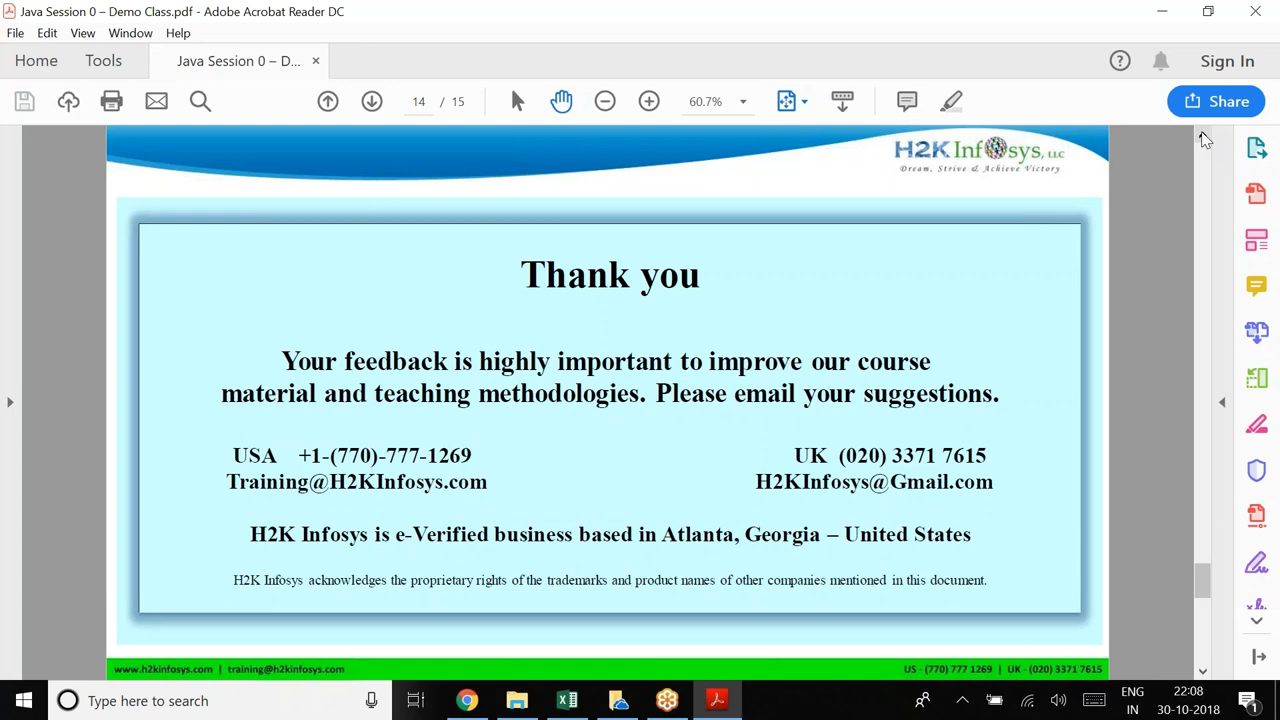 Java Session 0 – Demo Class.pdf - Adobe Acrobat Reader DC
File Edit View Window Help
Home Tools Java Session 0 – D... × Sign In
14 / 15 60.7% Share
H2K Infosys, LLC
Dream, Strive & Achieve Victory
Thank you
Your feedback is highly important to improve our course
material and teaching methodologies. Please email your suggestions.
USA +1-(770)-777-1269 UK (020) 3371 7615
Training@H2KInfosys.com H2KInfosys@Gmail.com
H2K Infosys is e-Verified business based in Atlanta, Georgia – United States
H2K Infosys acknowledges the proprietary rights of the trademarks and product names of other companies mentioned in this document.
www.h2kinfosys.com | training@h2kinfosys.com US - (770) 777 1269 | UK - (020) 3371 7615
Type here to search
ENG 22:08
IN 30-10-2018 1